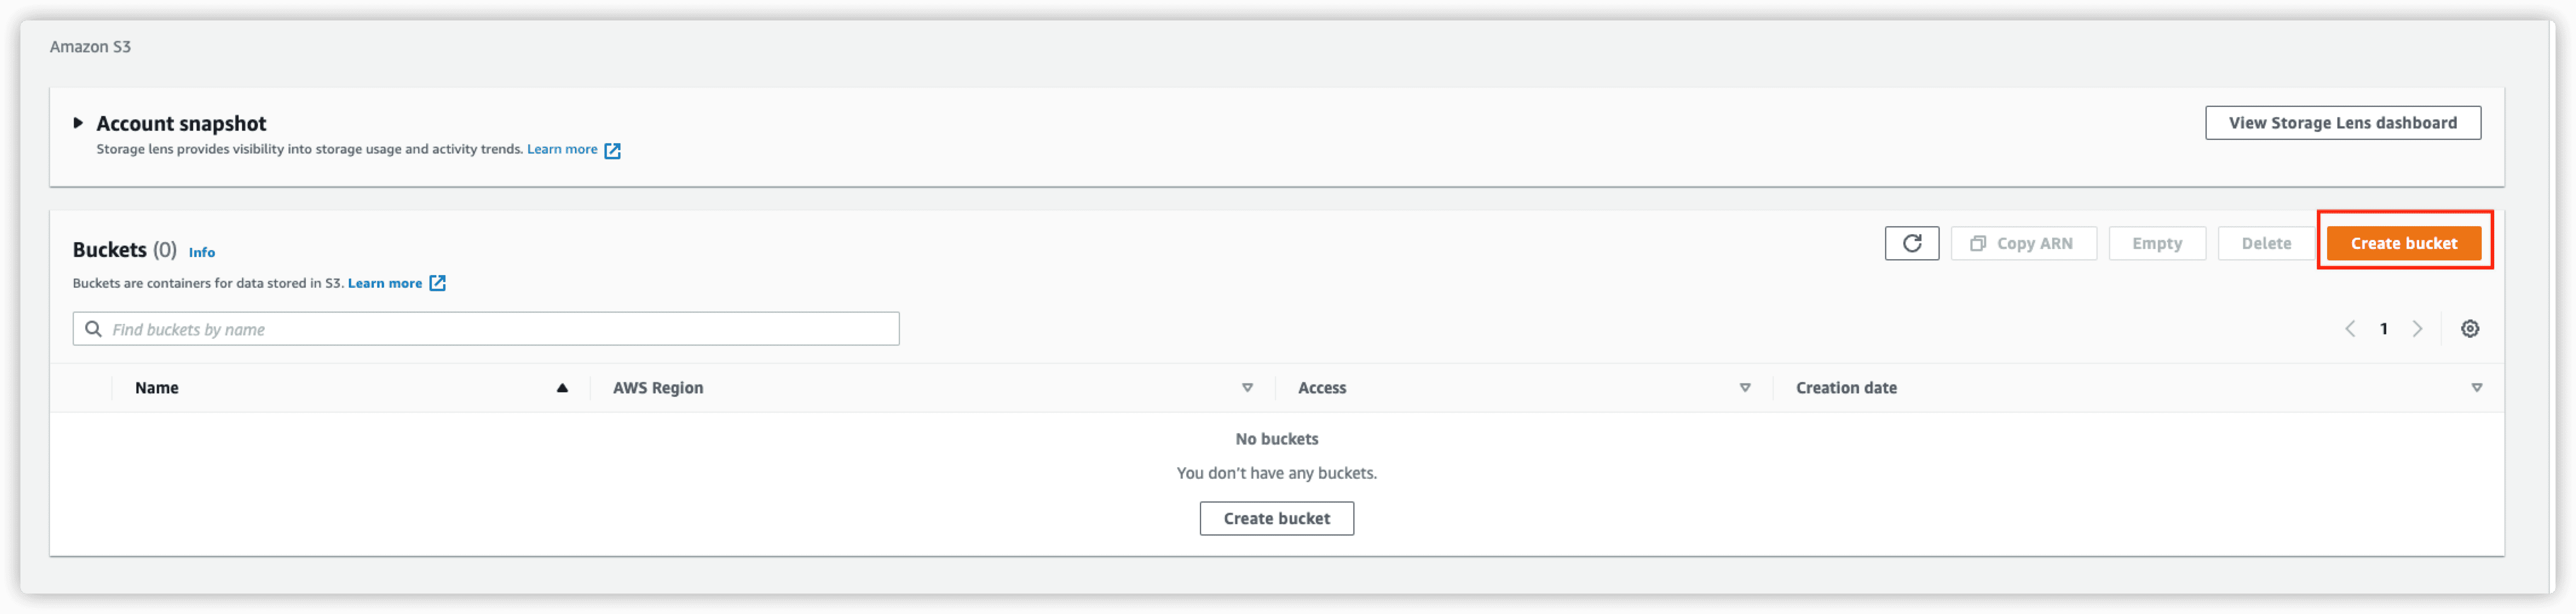 Amazon S3
Account snapshot
View Storage Lens dashboard
Storage lens provides visibility into storage usage and activity trends. Learn more
Buckets (0) Info
Copy ARN
Empty
Delete
Create bucket
Buckets are containers for data stored in S3. Learn more
Find buckets by name
1
Name
AWS Region
Access
Creation date
No buckets
You don't have any buckets.
Create bucket